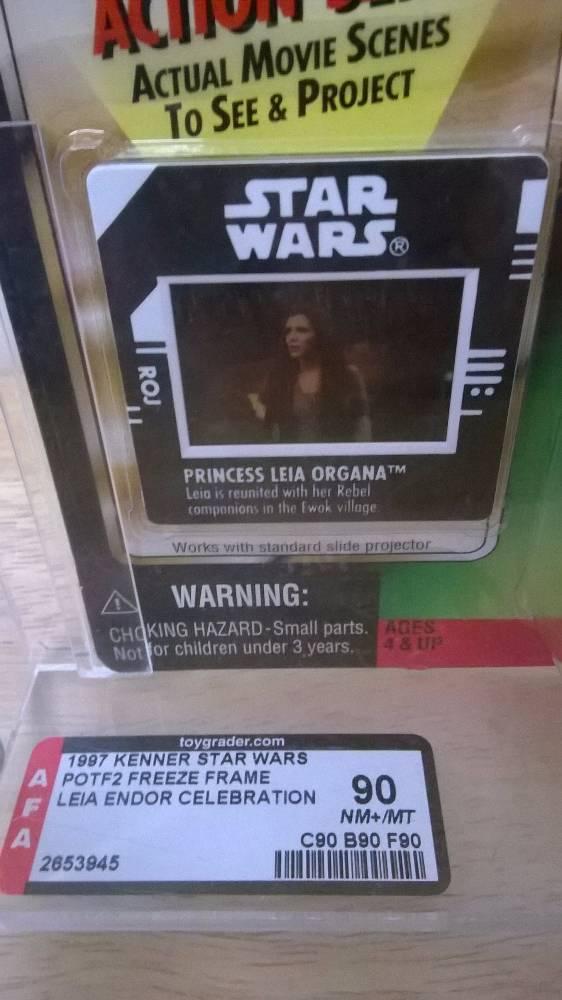 ACTION
ACTUAL MOVIE SCENES
TO SEE & PROJECT
STAR
WARS®
ROJ
PRINCESS LEIA ORGANA™
Leia is reunited with her Rebel
companions in the Ewok village
Works with standard slide projector
WARNING:
CHOKING HAZARD-Small parts.
Not for children under 3 years.
AGES
4 & UP
toygrader.com
AFA
1997 KENNER STAR WARS
POTF2 FREEZE FRAME
LEIA ENDOR CELEBRATION
90
NM+/MT
C90 B90 F90
2653945